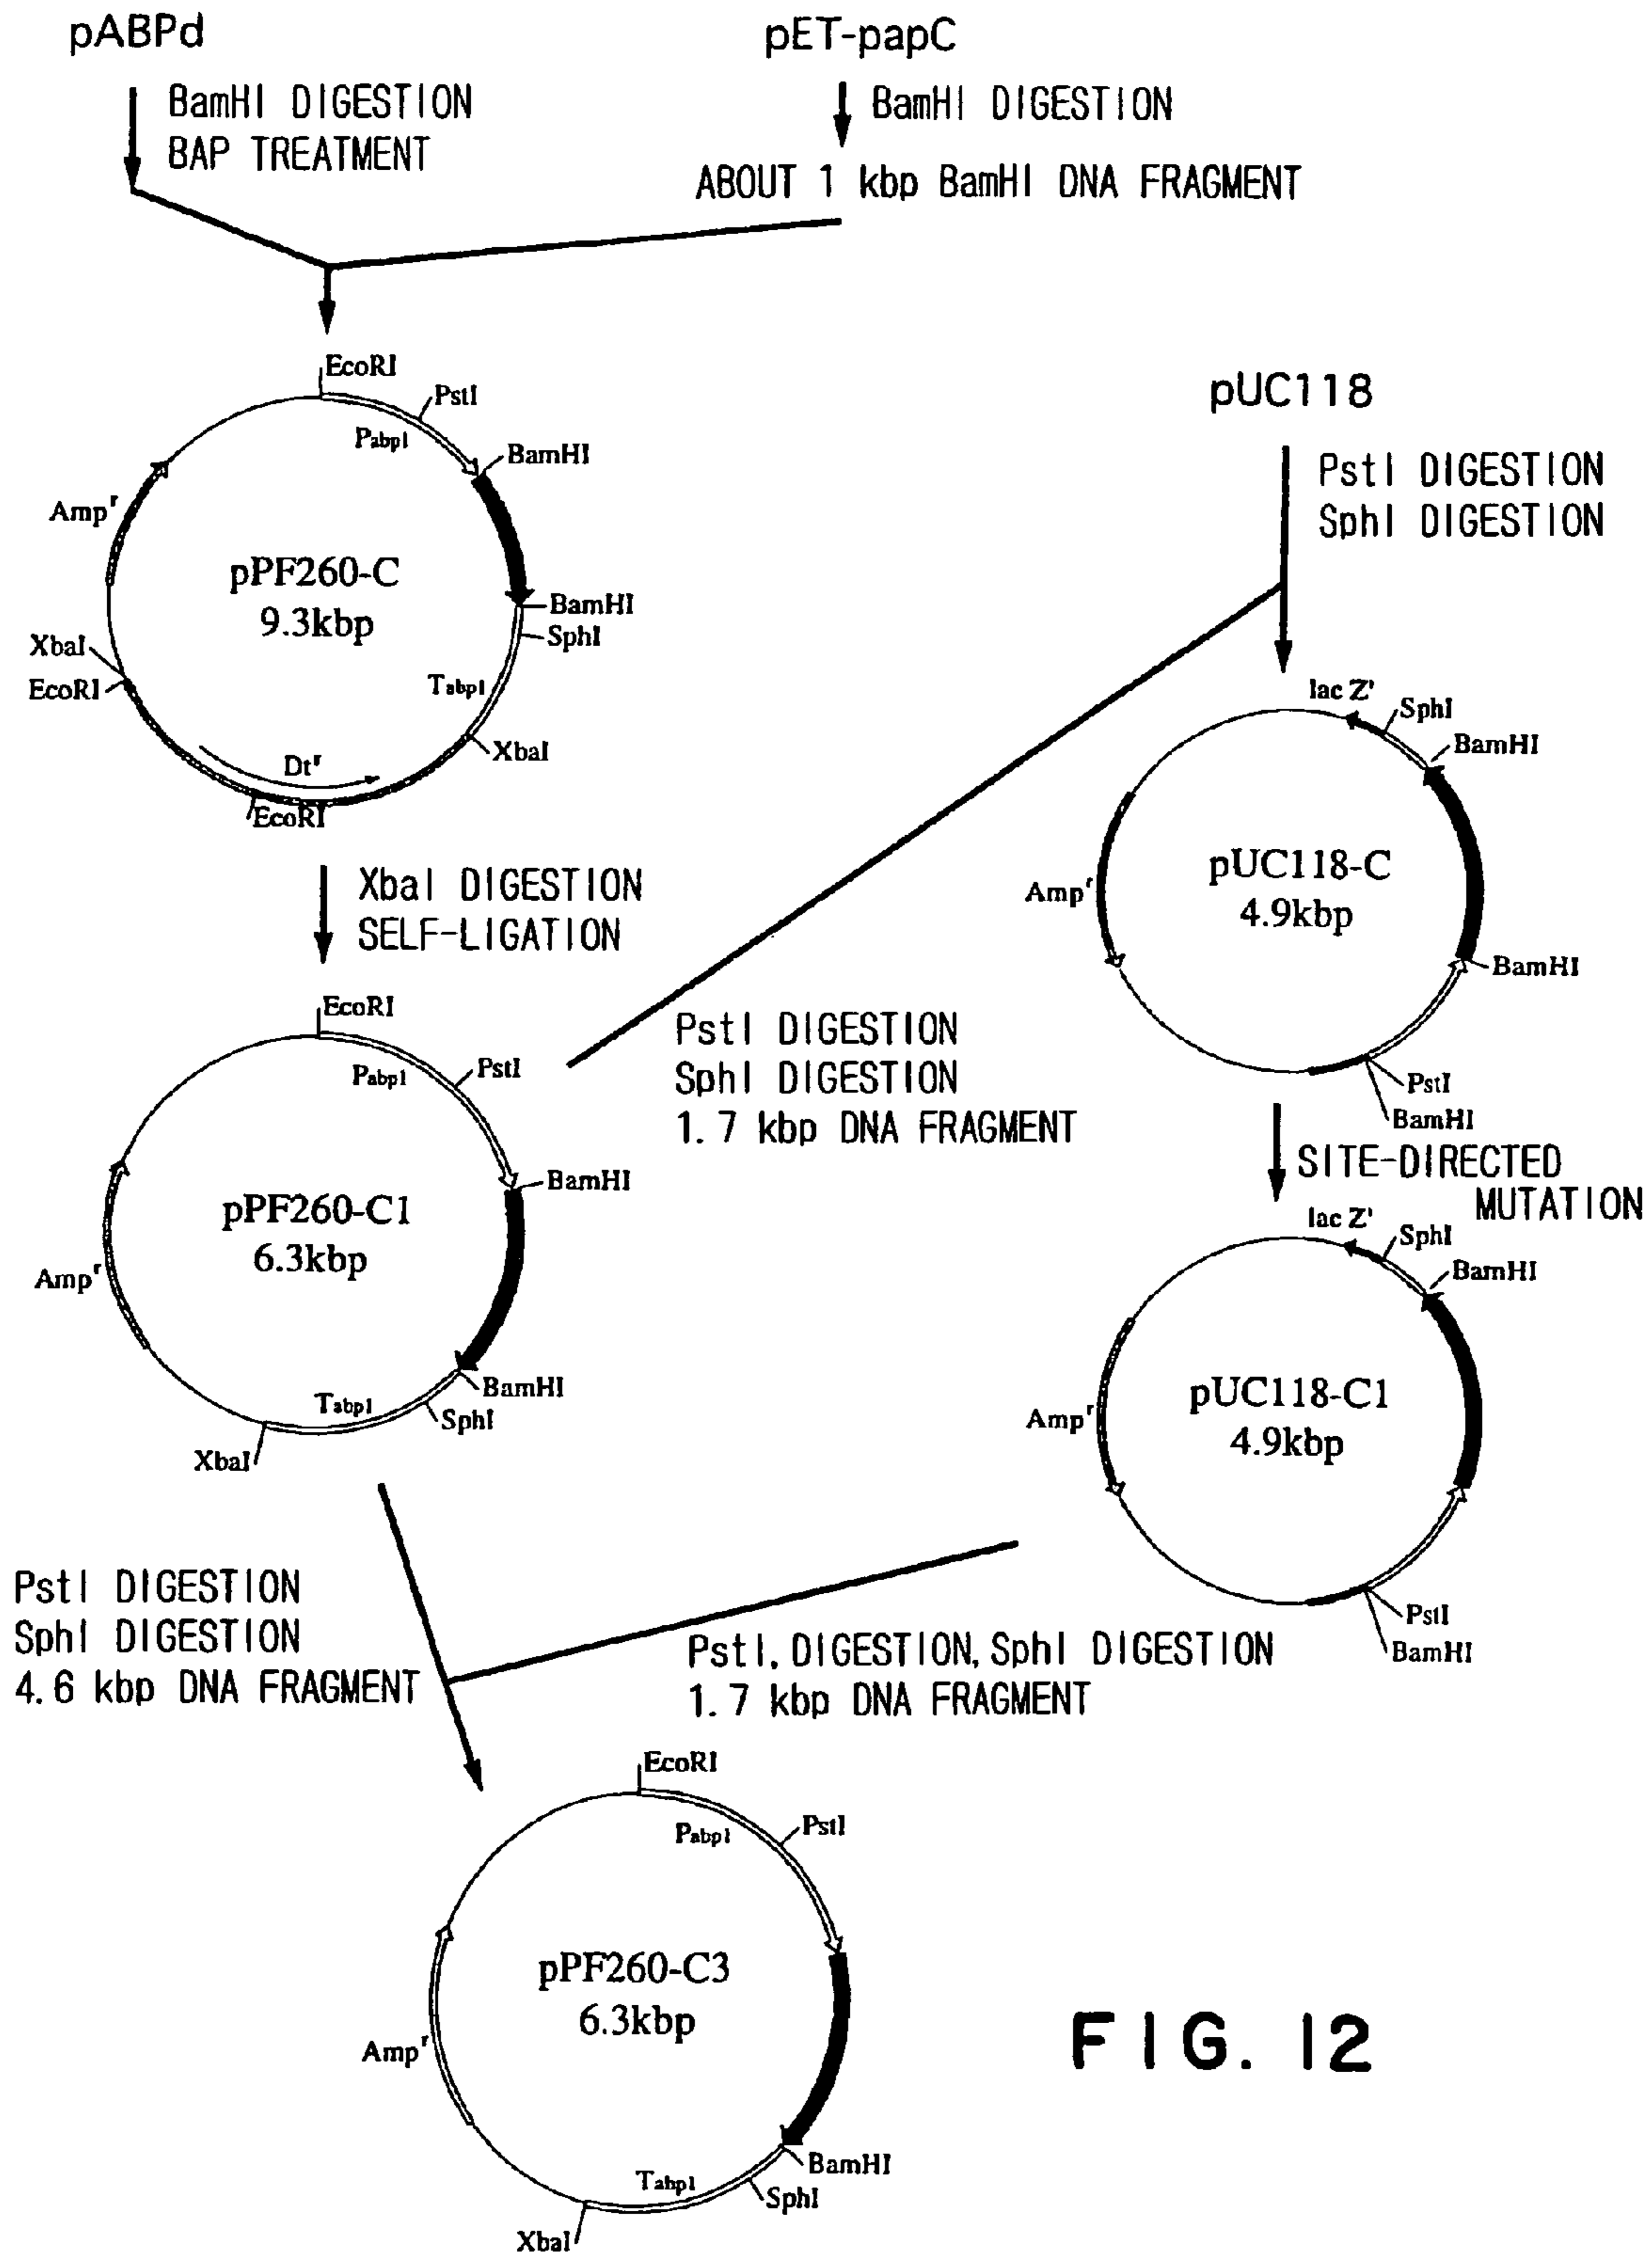 pABPd
pET-papC
BamHI DIGESTION
BAP TREATMENT
BamHI DIGESTION
ABOUT 1 kbp BamHI DNA FRAGMENT
EcoRI
PstI
Pabp1
BamHI
Ampr
pPF260-C
9.3kbp
BamHI
SphI
XbaI
EcoRI
Tabp1
XbaI
Dtr
EcoRI
pUC118
PstI DIGESTION
SphI DIGESTION
XbaI DIGESTION
SELF-LIGATION
lac Z'
SphI
BamHI
Ampr
pUC118-C
4.9kbp
BamHI
PstI
BamHI
EcoRI
Pabp1
PstI
BamHI
pPF260-C1
6.3kbp
Ampr
BamHI
Tabp1
SphI
XbaI
PstI DIGESTION
SphI DIGESTION
1.7 kbp DNA FRAGMENT
SITE-DIRECTED
MUTATION
lac Z'
SphI
BamHI
Ampr
pUC118-C1
4.9kbp
PstI
BamHI
PstI DIGESTION
SphI DIGESTION
4.6 kbp DNA FRAGMENT
PstI, DIGESTION, SphI DIGESTION
1.7 kbp DNA FRAGMENT
EcoRI
Pabp1
PstI
pPF260-C3
6.3kbp
Ampr
BamHI
Tabp1
SphI
XbaI
FIG. 12